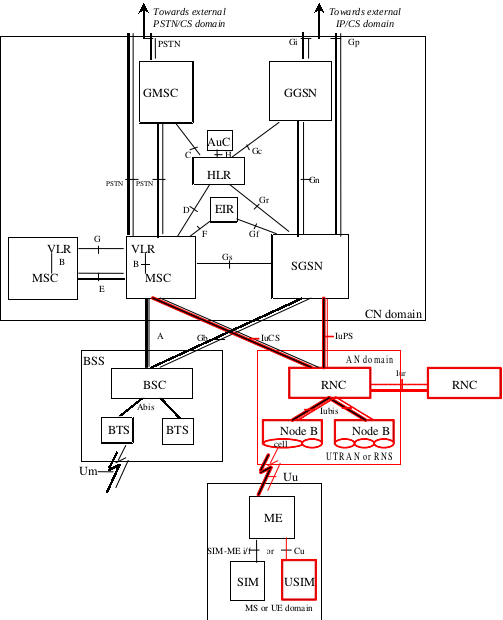 Towards external
PSTN/CS domain
Towards external
IP/CS domain
PSTN
Gi
Gp
GMSC
GGSN
AuC
C
H
Gc
HLR
PSTN
PSTN
Gn
D
Gr
EIR
F
Gf
G
VLR
B
MSC
E
VLR
B
MSC
Gs
SGSN
CN domain
A
Gb
IuCS
IuPS
BSS
AN domain
BSC
RNC
Iur
RNC
Abis
Iubis
BTS
BTS
Node B
Node B
cell
UTRAN or RNS
Um
Uu
ME
SIM-ME i/f
or
Cu
SIM
USIM
MS or UE domain